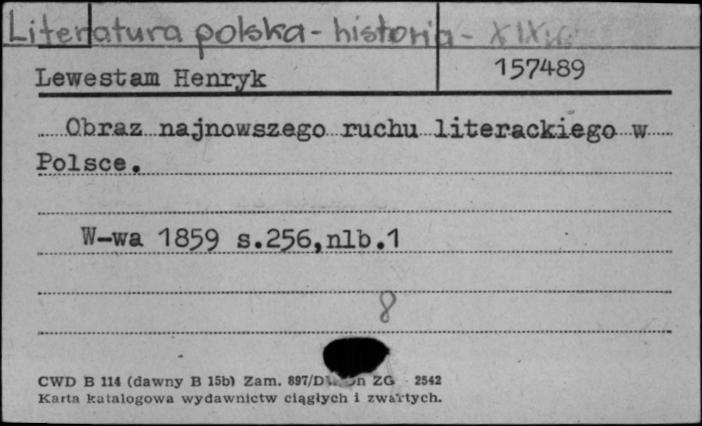 Literatura polska - historia - XIX w.
Lewestam Henryk 157489
Obraz najnowszego ruchu literackiego w
Polsce.
W-wa 1859 s.256,nlb.1
8
CWD B 114 (dawny B 15b) Zam. 897/D ZG 2542
Karta katalogowa wydawnictw ciągłych i zwartych.